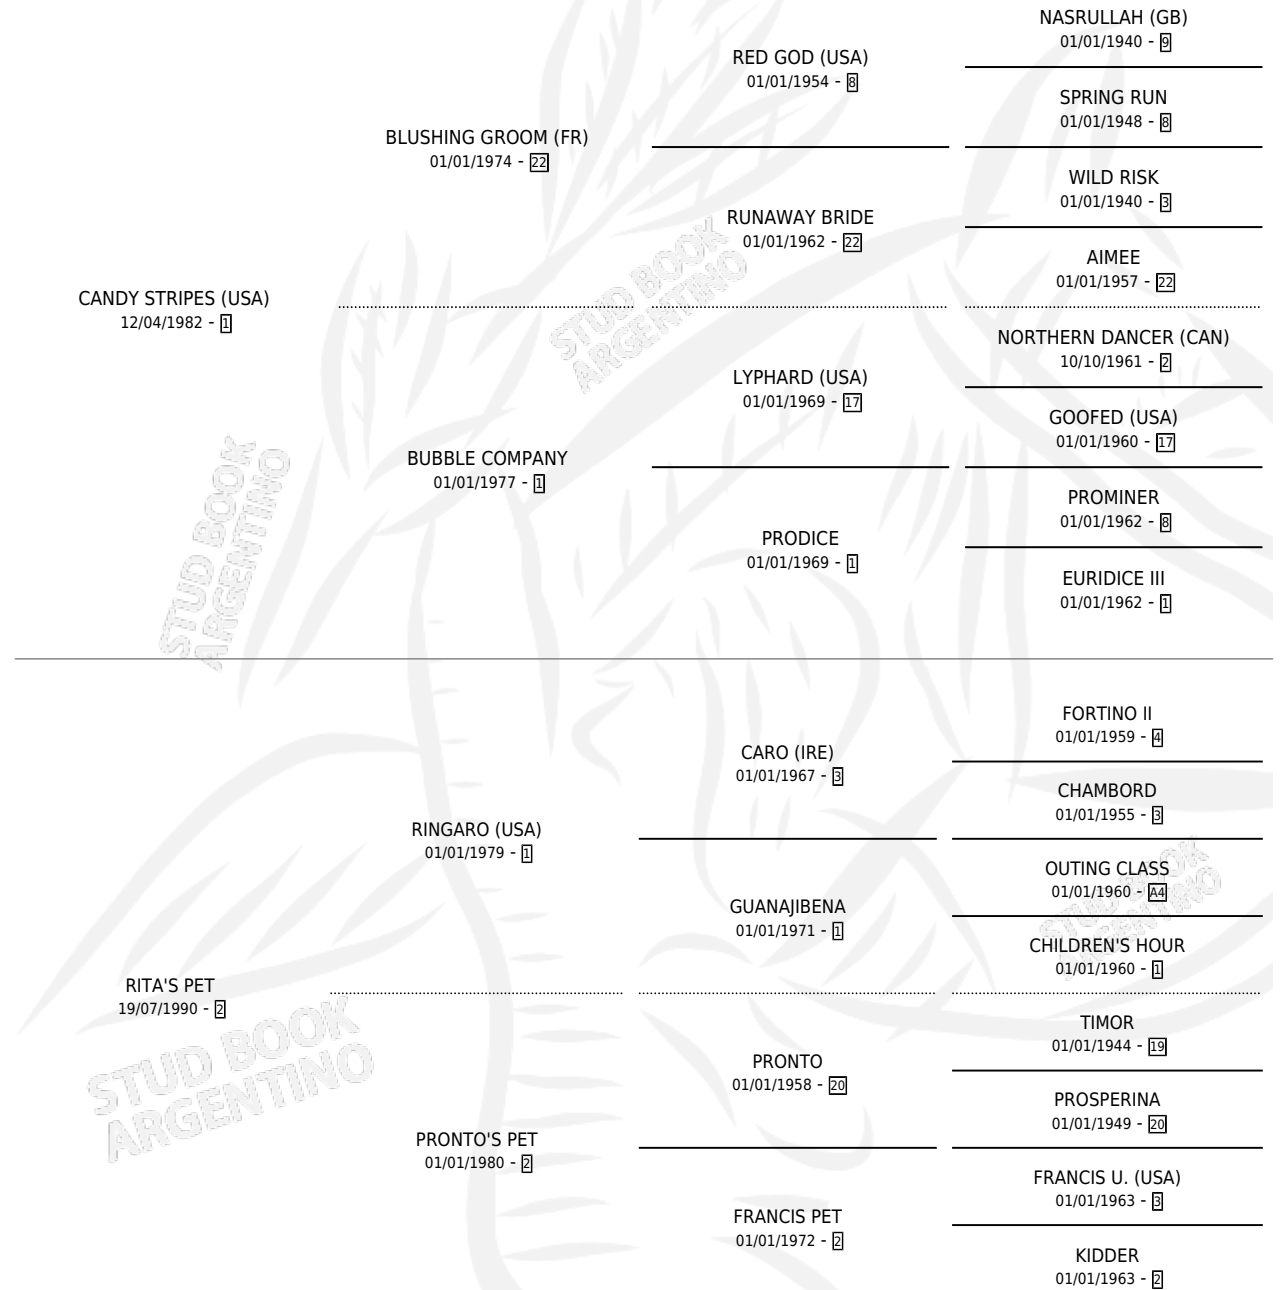 NASRULLAH (GB)
01/01/1940 - 9
RED GOD (USA)
01/01/1954 - 8
SPRING RUN
01/01/1948 - 8
BLUSHING GROOM (FR)
01/01/1974 - 22
WILD RISK
01/01/1940 - 3
RUNAWAY BRIDE
01/01/1962 - 22
AIMEE
01/01/1957 - 22
CANDY STRIPES (USA)
12/04/1982 - 1
NORTHERN DANCER (CAN)
10/10/1961 - 2
LYPHARD (USA)
01/01/1969 - 17
GOOFED (USA)
01/01/1960 - 17
BUBBLE COMPANY
01/01/1977 - 1
PROMINER
01/01/1962 - 8
PRODICE
01/01/1969 - 1
EURIDICE III
01/01/1962 - 1
FORTINO II
01/01/1959 - 4
CARO (IRE)
01/01/1967 - 3
CHAMBORD
01/01/1955 - 3
RINGARO (USA)
01/01/1979 - 1
OUTING CLASS
01/01/1960 - A4
GUANAJIBENA
01/01/1971 - 1
CHILDREN'S HOUR
01/01/1960 - 1
RITA'S PET
19/07/1990 - 2
TIMOR
01/01/1944 - 19
PRONTO
01/01/1958 - 20
PROSPERINA
01/01/1949 - 20
PRONTO'S PET
01/01/1980 - 2
FRANCIS U. (USA)
01/01/1963 - 3
FRANCIS PET
01/01/1972 - 2
KIDDER
01/01/1963 - 2
STUD BOOK
ARGENTINO
STUD BOOK
ARGENTINO
STUD BOOK
ARGENTINO
STUD BOOK
ARGENTINO